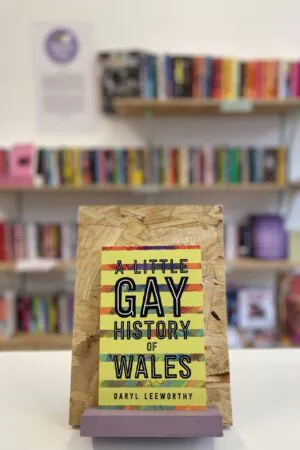 A LITTLE
GAY
HISTORY
OF
WALES
DARYL LEEWORTHY